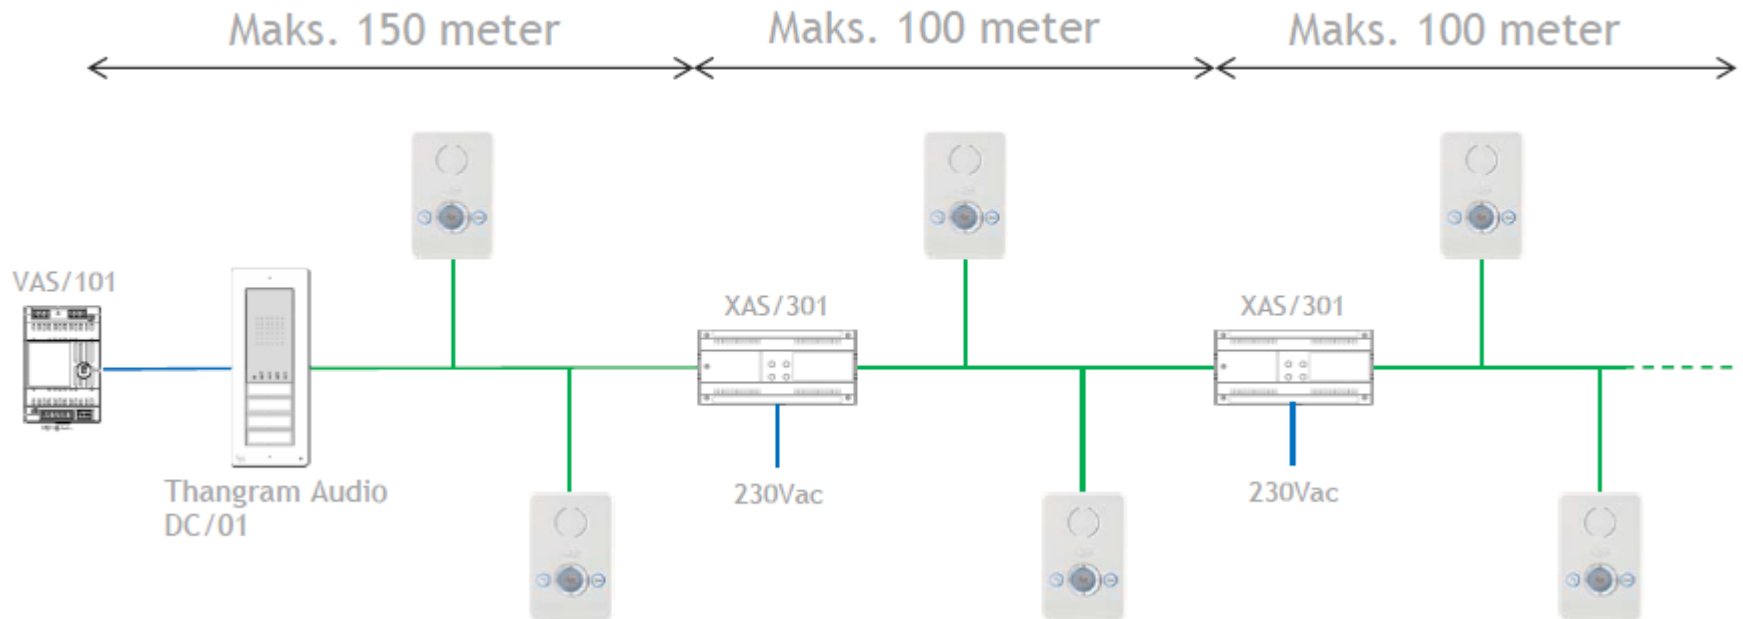 Maks. 150 meter
Maks. 100 meter
Maks. 100 meter
VAS/101
XAS/301
XAS/301
Thangram Audio
DC/01
230Vac
230Vac